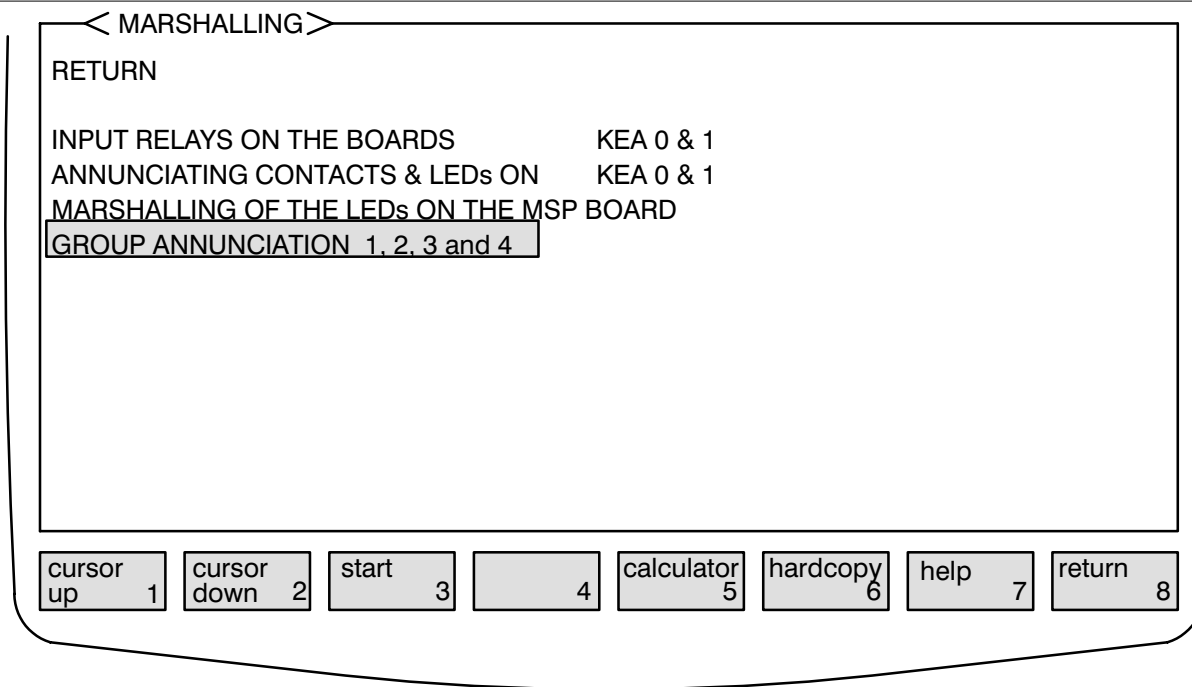 < MARSHALLING >
RETURN
INPUT RELAYS ON THE BOARDS KEA 0 & 1
ANNUNCIATING CONTACTS & LEDs ON KEA 0 & 1
MARSHALLING OF THE LEDs ON THE MSP BOARD
GROUP ANNUNCIATION 1, 2, 3 and 4
cursor up 1
cursor down 2
start 3
4
calculator 5
hardcopy 6
help 7
return 8